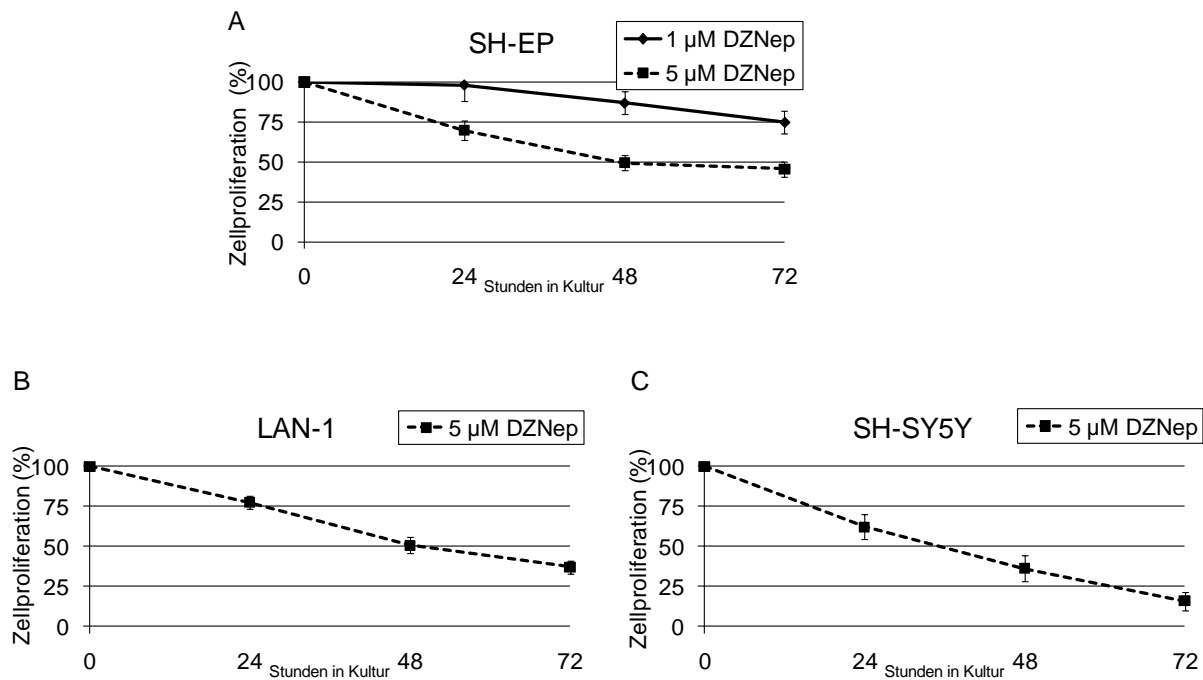 A
SH-EP
1 µM DZNep
5 µM DZNep
Zellproliferation (%)
100
75
50
25
0
0 24 48 72
Stunden in Kultur
B
LAN-1
5 µM DZNep
Zellproliferation (%)
100
75
50
25
0
0 24 48 72
Stunden in Kultur
C
SH-SY5Y
5 µM DZNep
Zellproliferation (%)
100
75
50
25
0
0 24 48 72
Stunden in Kultur